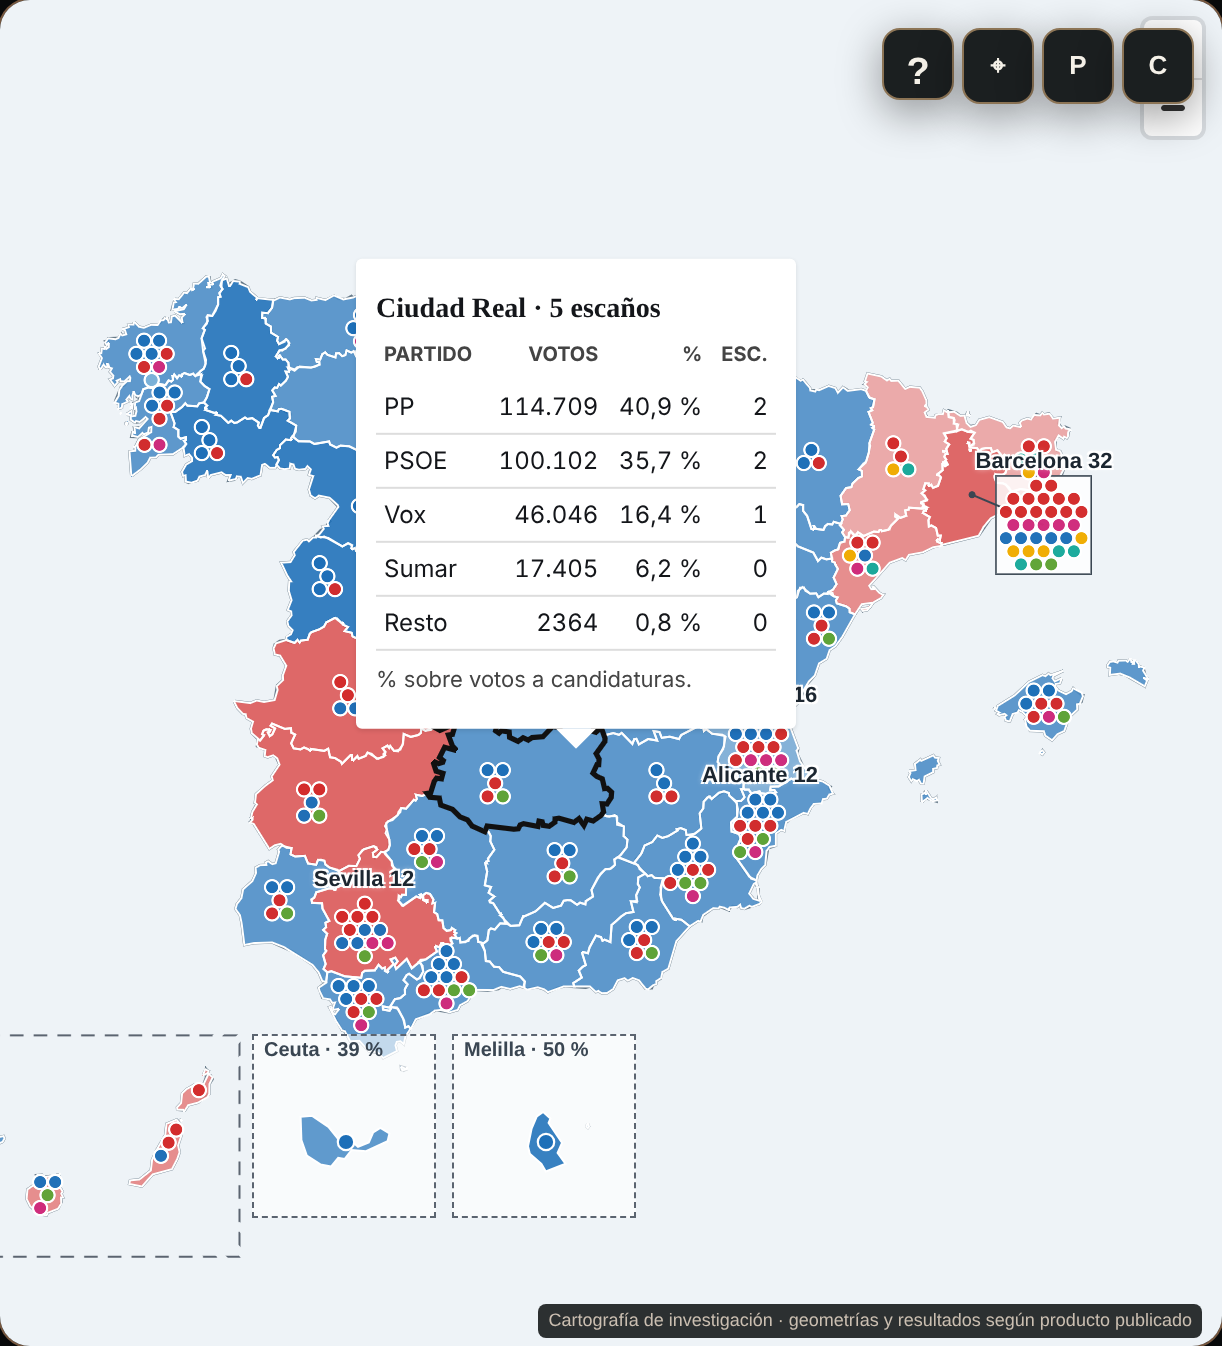 ? ⌖ P C
Ciudad Real · 5 escaños
PARTIDO VOTOS % ESC.
PP 114.709 40,9 % 2
PSOE 100.102 35,7 % 2
Vox 46.046 16,4 % 1
Sumar 17.405 6,2 % 0
Resto 2364 0,8 % 0
% sobre votos a candidaturas.
Barcelona 32
16
Alicante 12
Sevilla 12
Ceuta · 39 %
Melilla · 50 %
Cartografía de investigación · geometrías y resultados según producto publicado